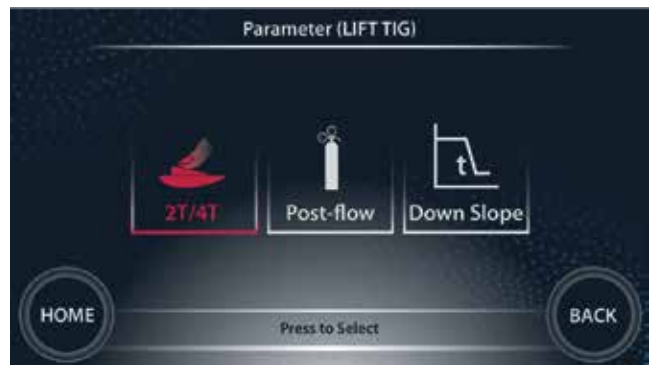 Parameter (LIFT TIG)
t
2T/4T
Post-flow
Down Slope
HOME
Press to Select
BACK